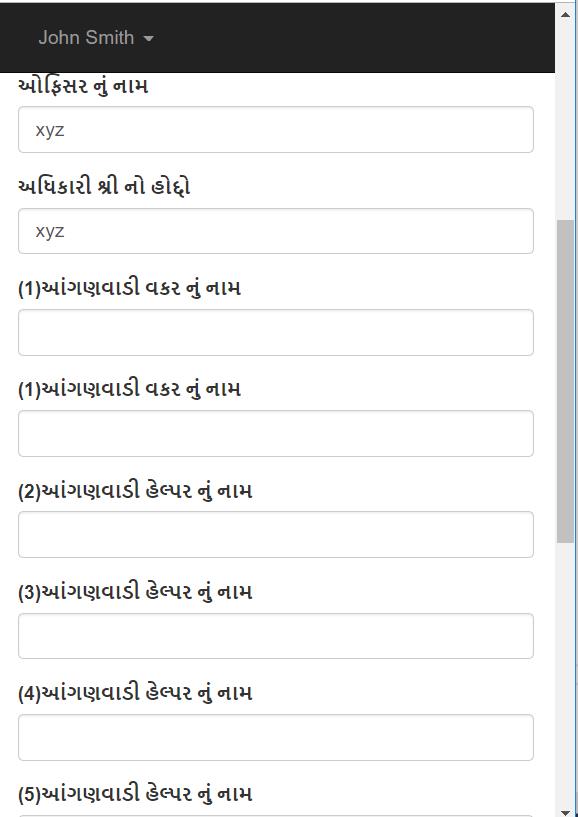 John Smith
ઓફિસર નું નામ
xyz
અધિકારી શ્રી નો હોદ્દો
xyz
(1)આંગણવાડી વકર નું નામ
(1)આંગણવાડી વકર નું નામ
(2)આંગણવાડી હેલ્પર નું નામ
(3)આંગણવાડી હેલ્પર નું નામ
(4)આંગણવાડી હેલ્પર નું નામ
(5)આંગણવાડી હેલ્પર નું નામ